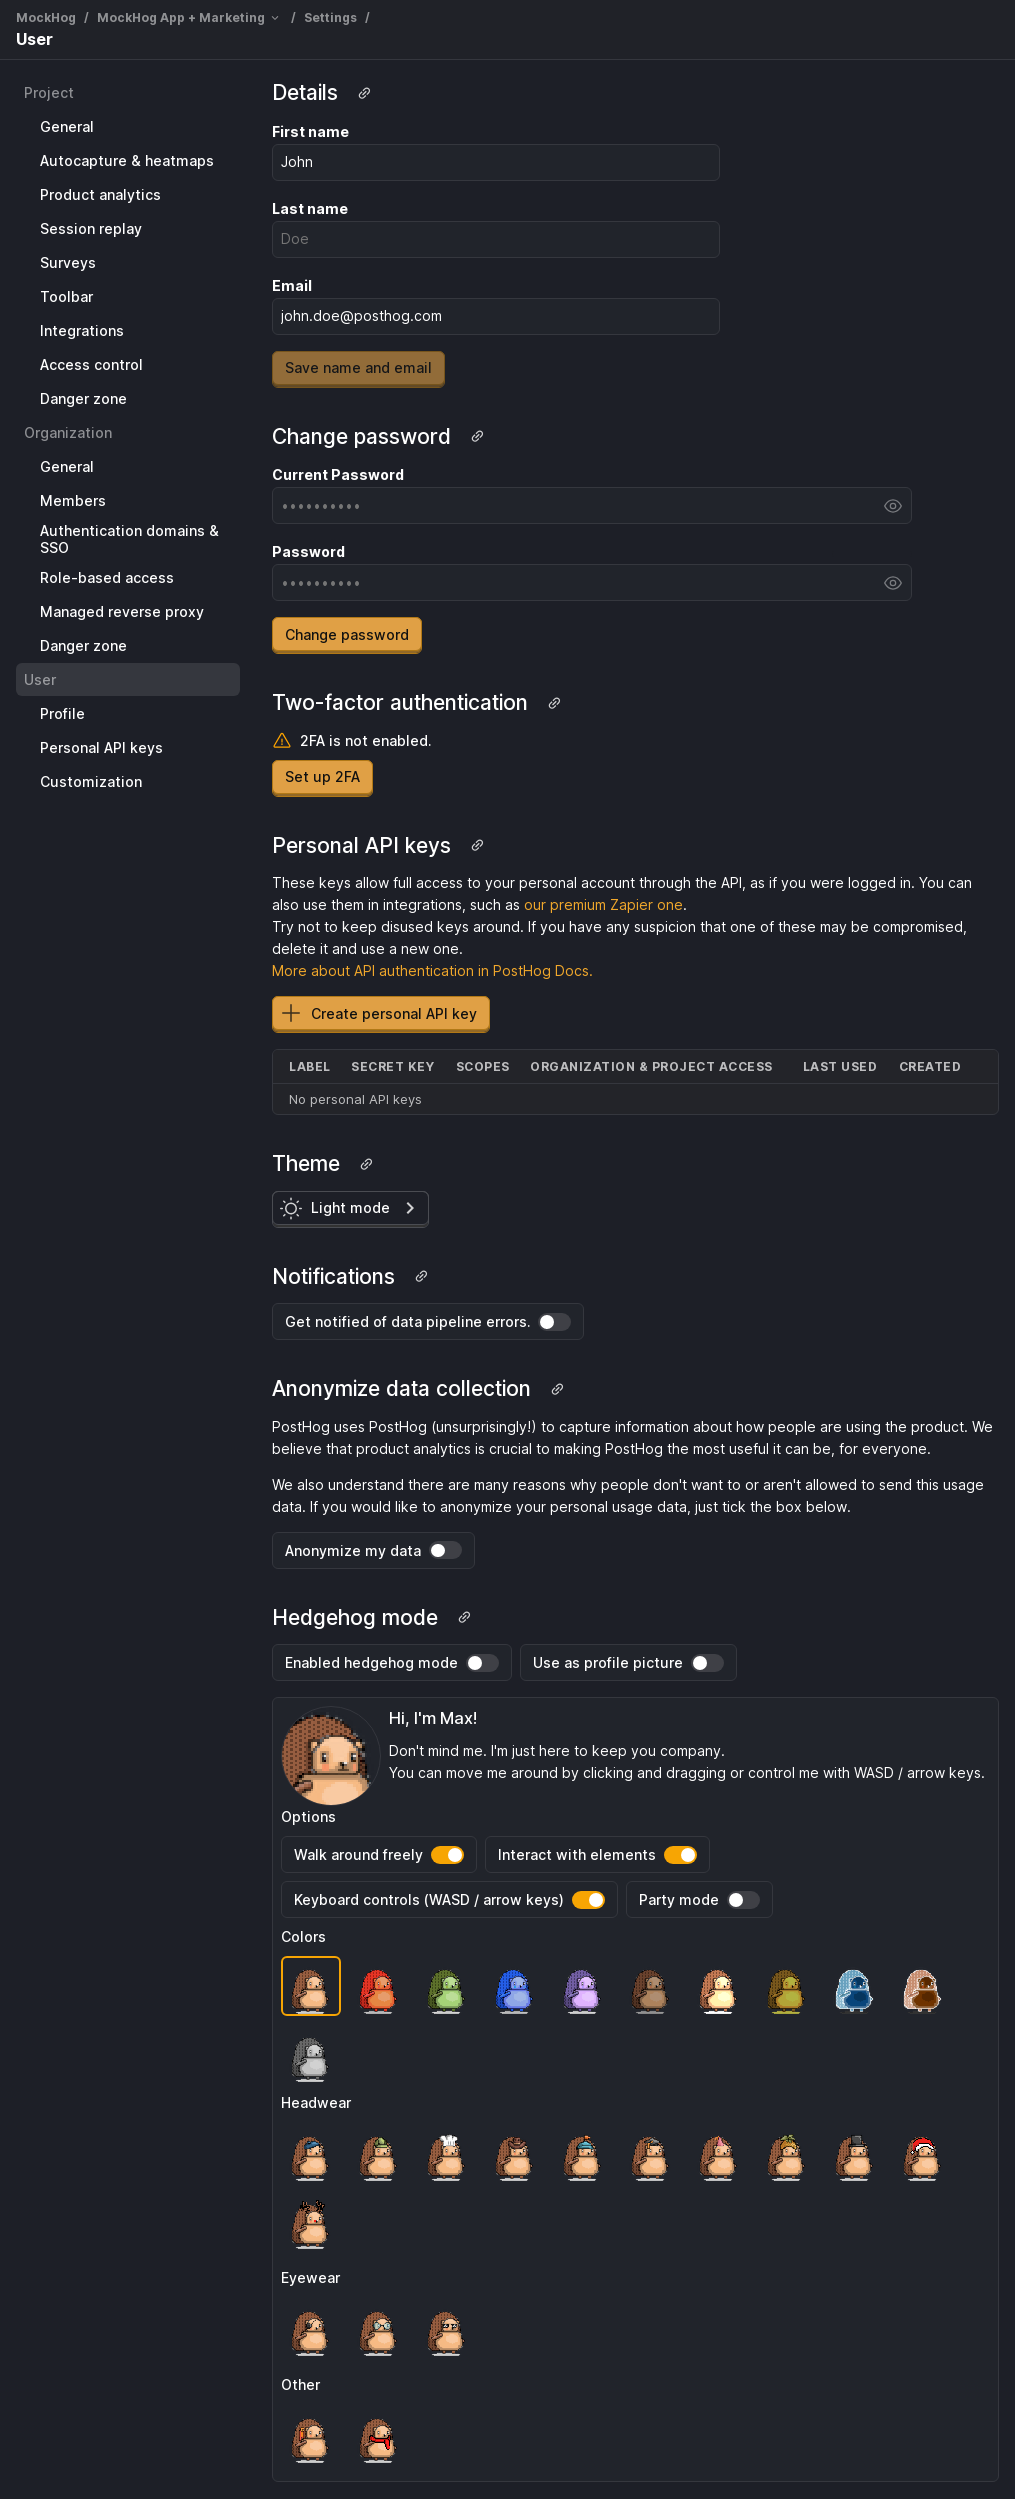 MockHog / MockHog App + Marketing / Settings /
User
Project
General
Autocapture & heatmaps
Product analytics
Session replay
Surveys
Toolbar
Integrations
Access control
Danger zone
Organization
General
Members
Authentication domains &
SSO
Role-based access
Managed reverse proxy
Danger zone
User
Profile
Personal API keys
Customization
Details
First name
John
Last name
Doe
Email
john.doe@posthog.com
Save name and email
Change password
Current Password
••••••••••
Password
••••••••••
Change password
Two-factor authentication
2FA is not enabled.
Set up 2FA
Personal API keys
These keys allow full access to your personal account through the API, as if you were logged in. You can
also use them in integrations, such as our premium Zapier one.
Try not to keep disused keys around. If you have any suspicion that one of these may be compromised,
delete it and use a new one.
More about API authentication in PostHog Docs.
Create personal API key
LABEL SECRET KEY SCOPES ORGANIZATION & PROJECT ACCESS LAST USED CREATED
No personal API keys
Theme
Light mode
Notifications
Get notified of data pipeline errors.
Anonymize data collection
PostHog uses PostHog (unsurprisingly!) to capture information about how people are using the product. We
believe that product analytics is crucial to making PostHog the most useful it can be, for everyone.
We also understand there are many reasons why people don't want to or aren't allowed to send this usage
data. If you would like to anonymize your personal usage data, just tick the box below.
Anonymize my data
Hedgehog mode
Enabled hedgehog mode Use as profile picture
Hi, I'm Max!
Don't mind me. I'm just here to keep you company.
You can move me around by clicking and dragging or control me with WASD / arrow keys.
Options
Walk around freely Interact with elements
Keyboard controls (WASD / arrow keys) Party mode
Colors
Headwear
Eyewear
Other